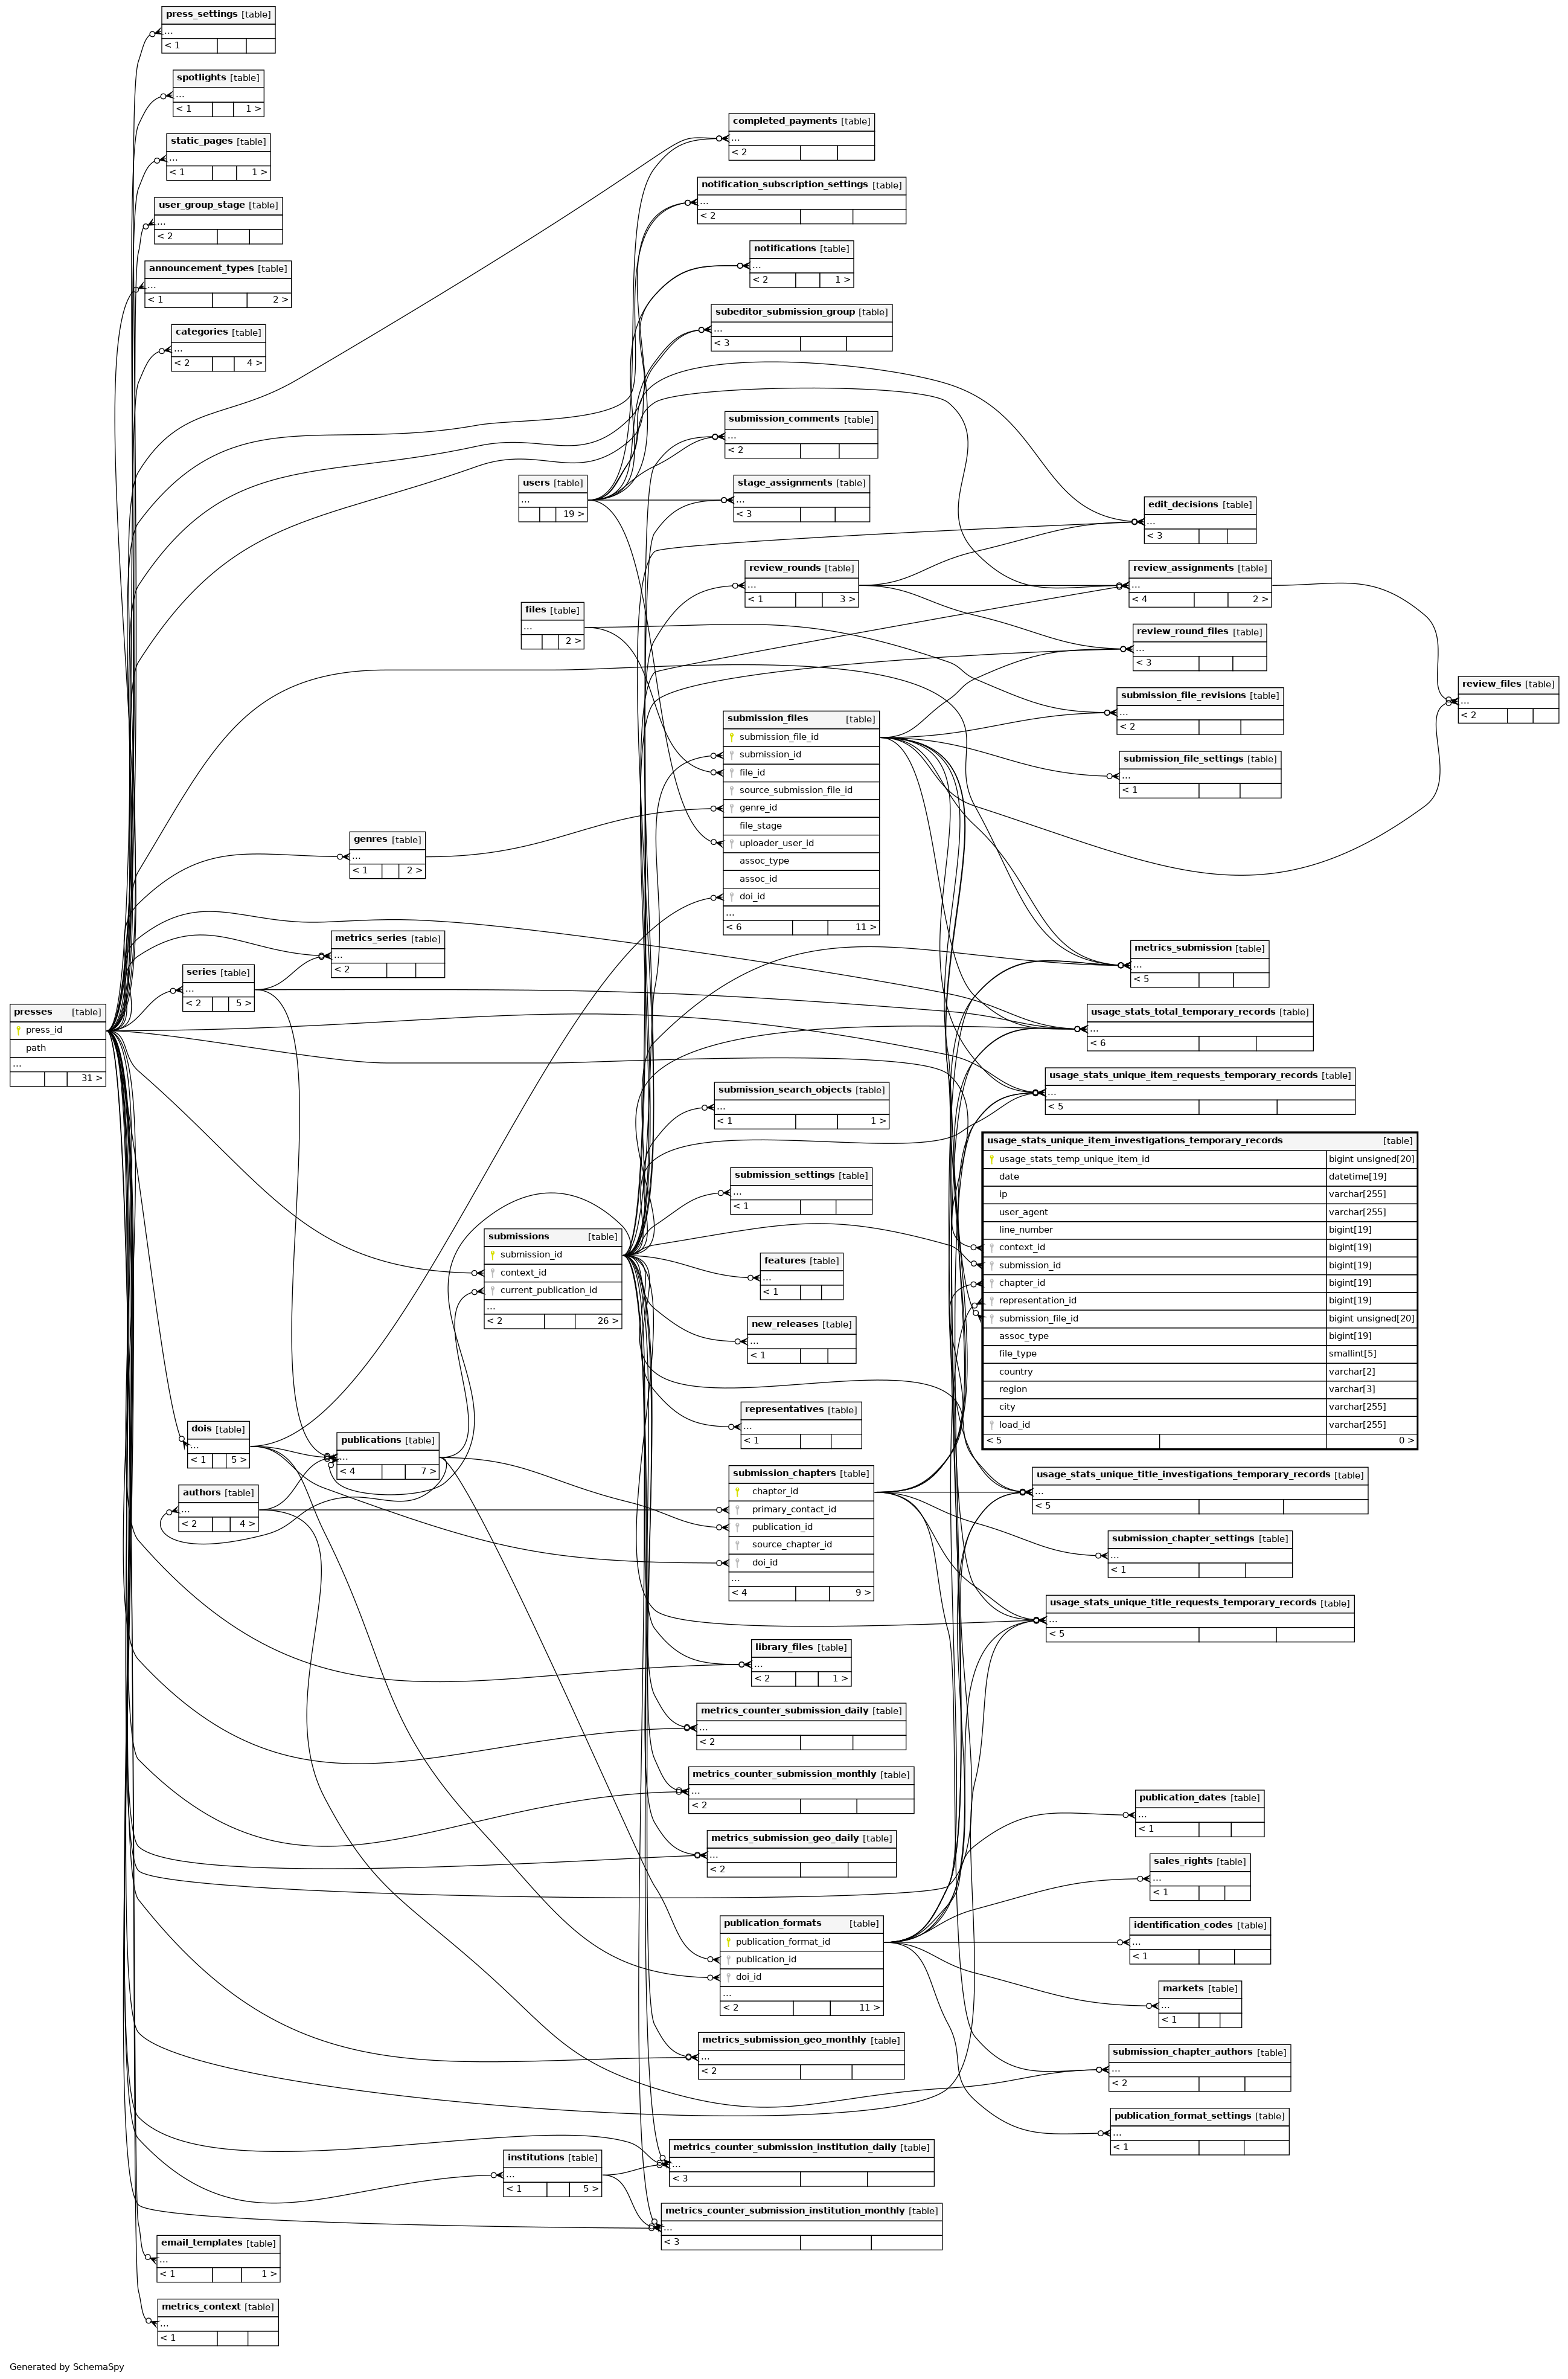 press_settings [table]
...
< 1
spotlights [table]
...
< 1 1 >
static_pages [table]
...
< 1 1 >
user_group_stage [table]
...
< 2
announcement_types [table]
...
< 1 2 >
categories [table]
...
< 2 4 >
completed_payments [table]
...
< 2
notification_subscription_settings [table]
...
< 2
notifications [table]
...
< 2 1 >
subeditor_submission_group [table]
...
< 3
submission_comments [table]
...
< 2
users [table]
...
19 >
stage_assignments [table]
...
< 3
edit_decisions [table]
...
< 3
review_rounds [table]
...
< 1 3 >
review_assignments [table]
...
< 4 2 >
files [table]
...
2 >
review_round_files [table]
...
< 3
review_files [table]
...
< 2
submission_file_revisions [table]
...
< 2
submission_files [table]
submission_file_id
submission_id
file_id
source_submission_file_id
genre_id
file_stage
uploader_user_id
assoc_type
assoc_id
doi_id
...
< 6 11 >
submission_file_settings [table]
...
< 1
genres [table]
...
< 1 2 >
metrics_series [table]
...
< 2
series [table]
...
< 2 5 >
presses [table]
press_id
path
...
31 >
metrics_submission [table]
...
< 5
usage_stats_total_temporary_records [table]
...
< 6
usage_stats_unique_item_requests_temporary_records [table]
...
< 5
submission_search_objects [table]
...
< 1 1 >
usage_stats_unique_item_investigations_temporary_records [table]
usage_stats_temp_unique_item_id bigint unsigned[20]
date datetime[19]
ip varchar[255]
user_agent varchar[255]
line_number bigint[19]
context_id bigint[19]
submission_id bigint[19]
chapter_id bigint[19]
representation_id bigint[19]
submission_file_id bigint unsigned[20]
assoc_type bigint[19]
file_type smallint[5]
country varchar[2]
region varchar[3]
city varchar[255]
load_id varchar[255]
< 5 0 >
submission_settings [table]
...
< 1
submissions [table]
submission_id
context_id
current_publication_id
...
< 2 26 >
features [table]
...
< 1
new_releases [table]
...
< 1
representatives [table]
...
< 1
dois [table]
...
< 1 5 >
publications [table]
...
< 4 7 >
authors [table]
...
< 2 4 >
submission_chapters [table]
chapter_id
primary_contact_id
publication_id
source_chapter_id
doi_id
...
< 4 9 >
usage_stats_unique_title_investigations_temporary_records [table]
...
< 5
submission_chapter_settings [table]
...
< 1
usage_stats_unique_title_requests_temporary_records [table]
...
< 5
library_files [table]
...
< 2 1 >
metrics_counter_submission_daily [table]
...
< 2
metrics_counter_submission_monthly [table]
...
< 2
metrics_submission_geo_daily [table]
...
< 2
publication_dates [table]
...
< 1
sales_rights [table]
...
< 1
publication_formats [table]
publication_format_id
publication_id
doi_id
...
< 2 11 >
identification_codes [table]
...
< 1
markets [table]
...
< 1
metrics_submission_geo_monthly [table]
...
< 2
submission_chapter_authors [table]
...
< 2
publication_format_settings [table]
...
< 1
metrics_counter_submission_institution_daily [table]
...
< 3
institutions [table]
...
< 1 5 >
metrics_counter_submission_institution_monthly [table]
...
< 3
email_templates [table]
...
< 1 1 >
metrics_context [table]
...
< 1
Generated by SchemaSpy